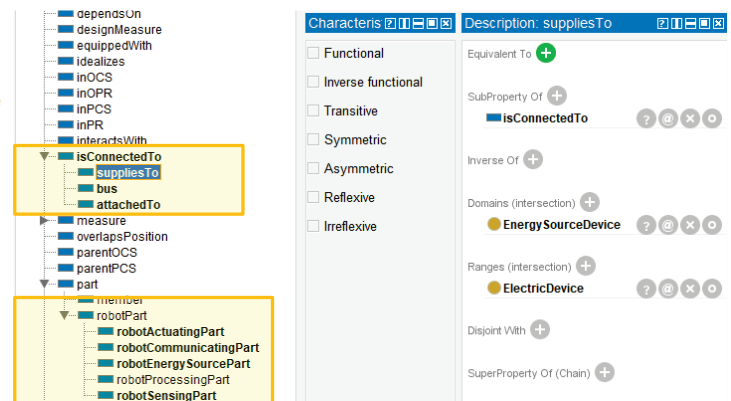 dependsOn
designMeasure
equippedWith
idealizes
inOCS
inOPR
inPCS
inPR
interactsWith
isConnectedTo
suppliesTo
bus
attachedTo
measure
overlapsPosition
parentOCS
parentPCS
part
member
robotPart
robotActuatingPart
robotCommunicatingPart
robotEnergySourcePart
robotProcessingPart
robotSensingPart
Characteris
Functional
Inverse functional
Transitive
Symmetric
Asymmetric
Reflexive
Irreflexive
Description: suppliesTo
Equivalent To
SubProperty Of
isConnectedTo
Inverse Of
Domains (intersection)
EnergySourceDevice
Ranges (intersection)
ElectricDevice
Disjoint With
SuperProperty Of (Chain)